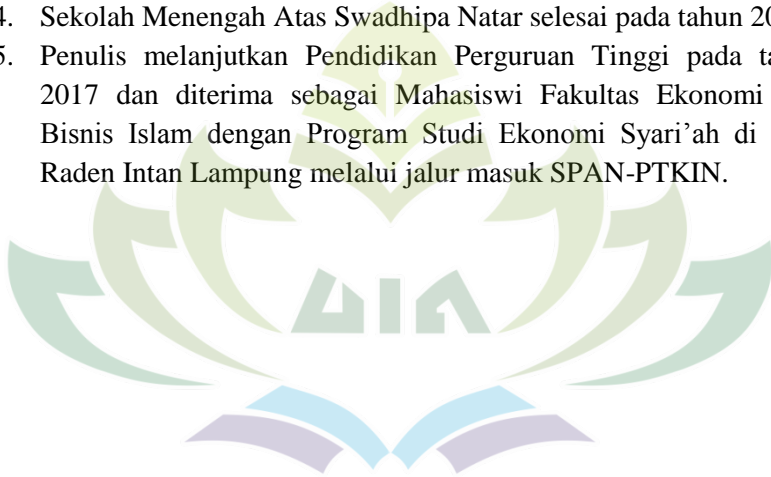 4. Sekolah Menengah Atas Swadhipa Natar selesai pada tahun 20
5. Penulis melanjutkan Pendidikan Perguruan Tinggi pada ta
2017 dan diterima sebagai Mahasiswi Fakultas Ekonomi
Bisnis Islam dengan Program Studi Ekonomi Syari’ah di
Raden Intan Lampung melalui jalur masuk SPAN-PTKIN.
UIN